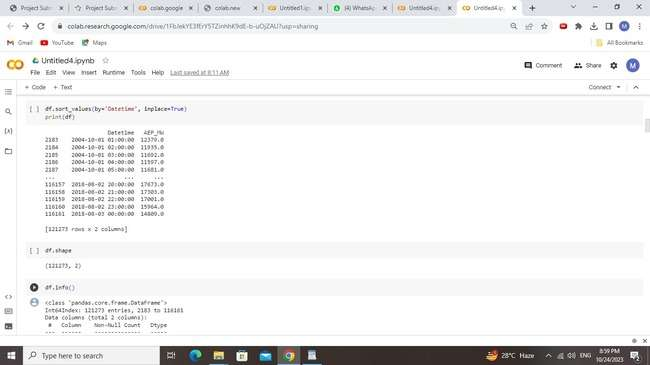 Project Subm
Project Subm
colab.google
colab.new
Untitled1.ip
(4) WhatsAp
Untitled4.ip
Untitled4.ip
colab.research.google.com/drive/
?usp=sharing
Gmail YouTube Maps All Bookmarks
Untitled4.ipynb
Comment Share M
File Edit View Insert Runtime Tools Help Last saved at 8:11 AM
+ Code + Text Connect
[ ] df.sort_values(by='Datetime', inplace=True)
print(df)
Datetime AEP_MW
2183 2004-10-01 01:00:00 12379.0
2184 2004-10-01 02:00:00 11935.0
2185 2004-10-01 03:00:00 11692.0
2186 2004-10-01 04:00:00 11597.0
2187 2004-10-01 05:00:00 11681.0
... ... ...
116157 2018-08-02 20:00:00 17673.0
116158 2018-08-02 21:00:00 17303.0
116159 2018-08-02 22:00:00 17001.0
116160 2018-08-02 23:00:00 15964.0
116161 2018-08-03 00:00:00 14809.0
[121273 rows x 2 columns]
[ ] df.shape
(121273, 2)
df.info()
<class 'pandas.core.frame.DataFrame'>
Int64Index: 121273 entries, 2183 to 116161
Data columns (total 2 columns):
# Column Non-Null Count Dtype
Type here to search
28°C Haze
ENG
8:59 PM
10/24/2023